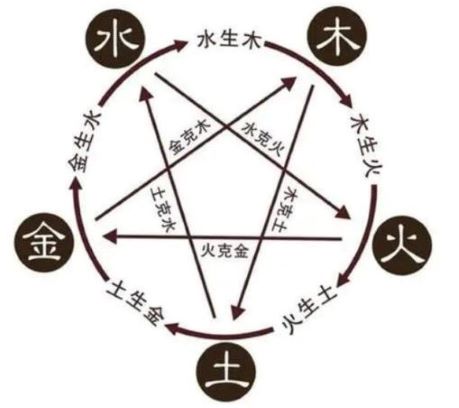 水
水生木
木
金生水
金克木
水克火
木生火
土克水
木克土
金
火克金
火
土生金
火生土
土